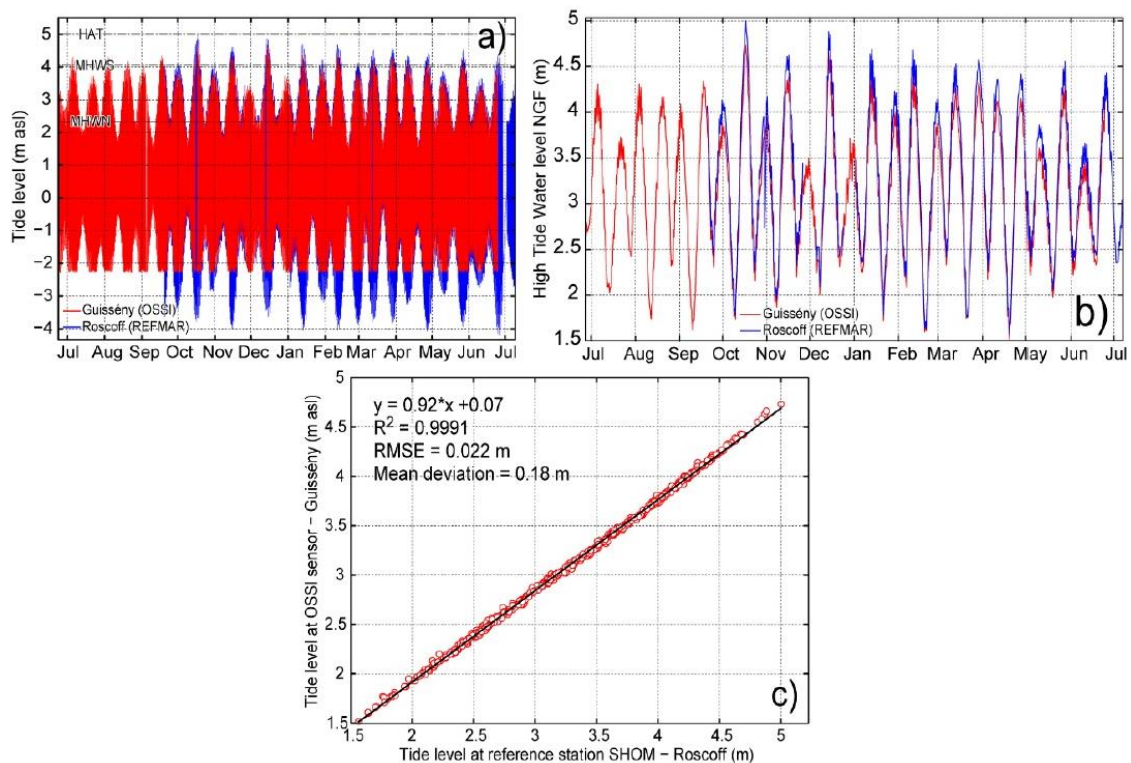 a)
Tide level (m asl)
5
4
3
2
1
0
−1
−2
−3
−4
HAT
MHWS
MHWN
Guissény (OSSI)
Roscoff (REFMAR)
Jul Aug Sep Oct Nov Dec Jan Feb Mar Apr May Jun Jul
b)
High Tide Water level NGF (m)
5
4.5
4
3.5
3
2.5
2
1.5
Guissény (OSSI)
Roscoff (REFMAR)
Jul Aug Sep Oct Nov Dec Jan Feb Mar Apr May Jun Jul
y = 0.92*x +0.07
R² = 0.9991
RMSE = 0.022 m
Mean deviation = 0.18 m
Tide level at OSSI sensor − Guissény (m asl)
5
4.5
4
3.5
3
2.5
2
1.5
c)
1.5 2 2.5 3 3.5 4 4.5 5
Tide level at reference station SHOM − Roscoff (m)